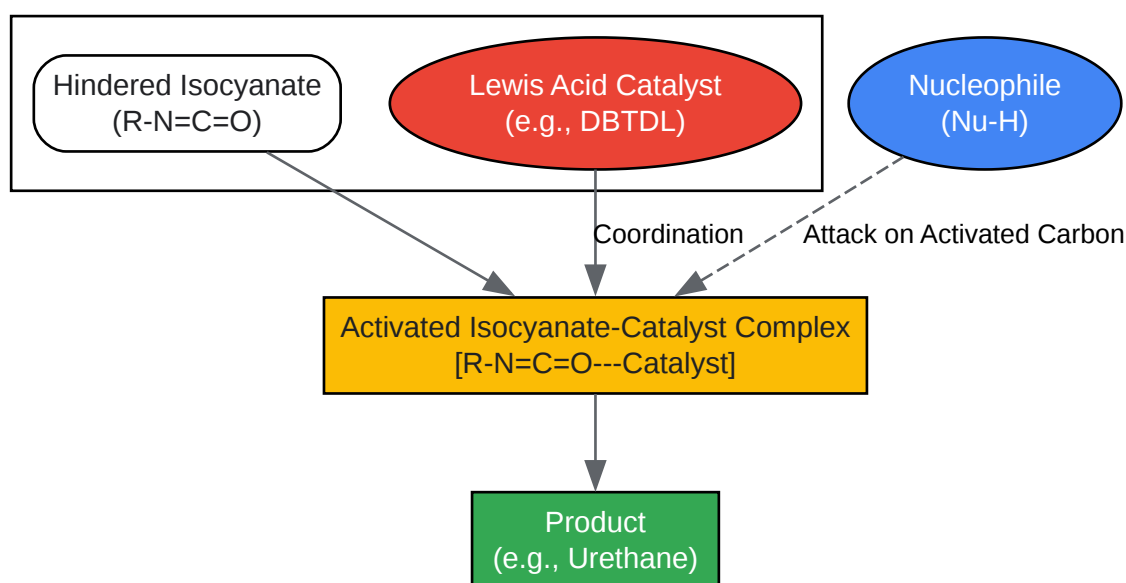 Hindered Isocyanate
(R-N=C=O)
Lewis Acid Catalyst
(e.g., DBTDL)
Nucleophile
(Nu-H)
Coordination
Attack on Activated Carbon
Activated Isocyanate-Catalyst Complex
[R-N=C=O---Catalyst]
Product
(e.g., Urethane)